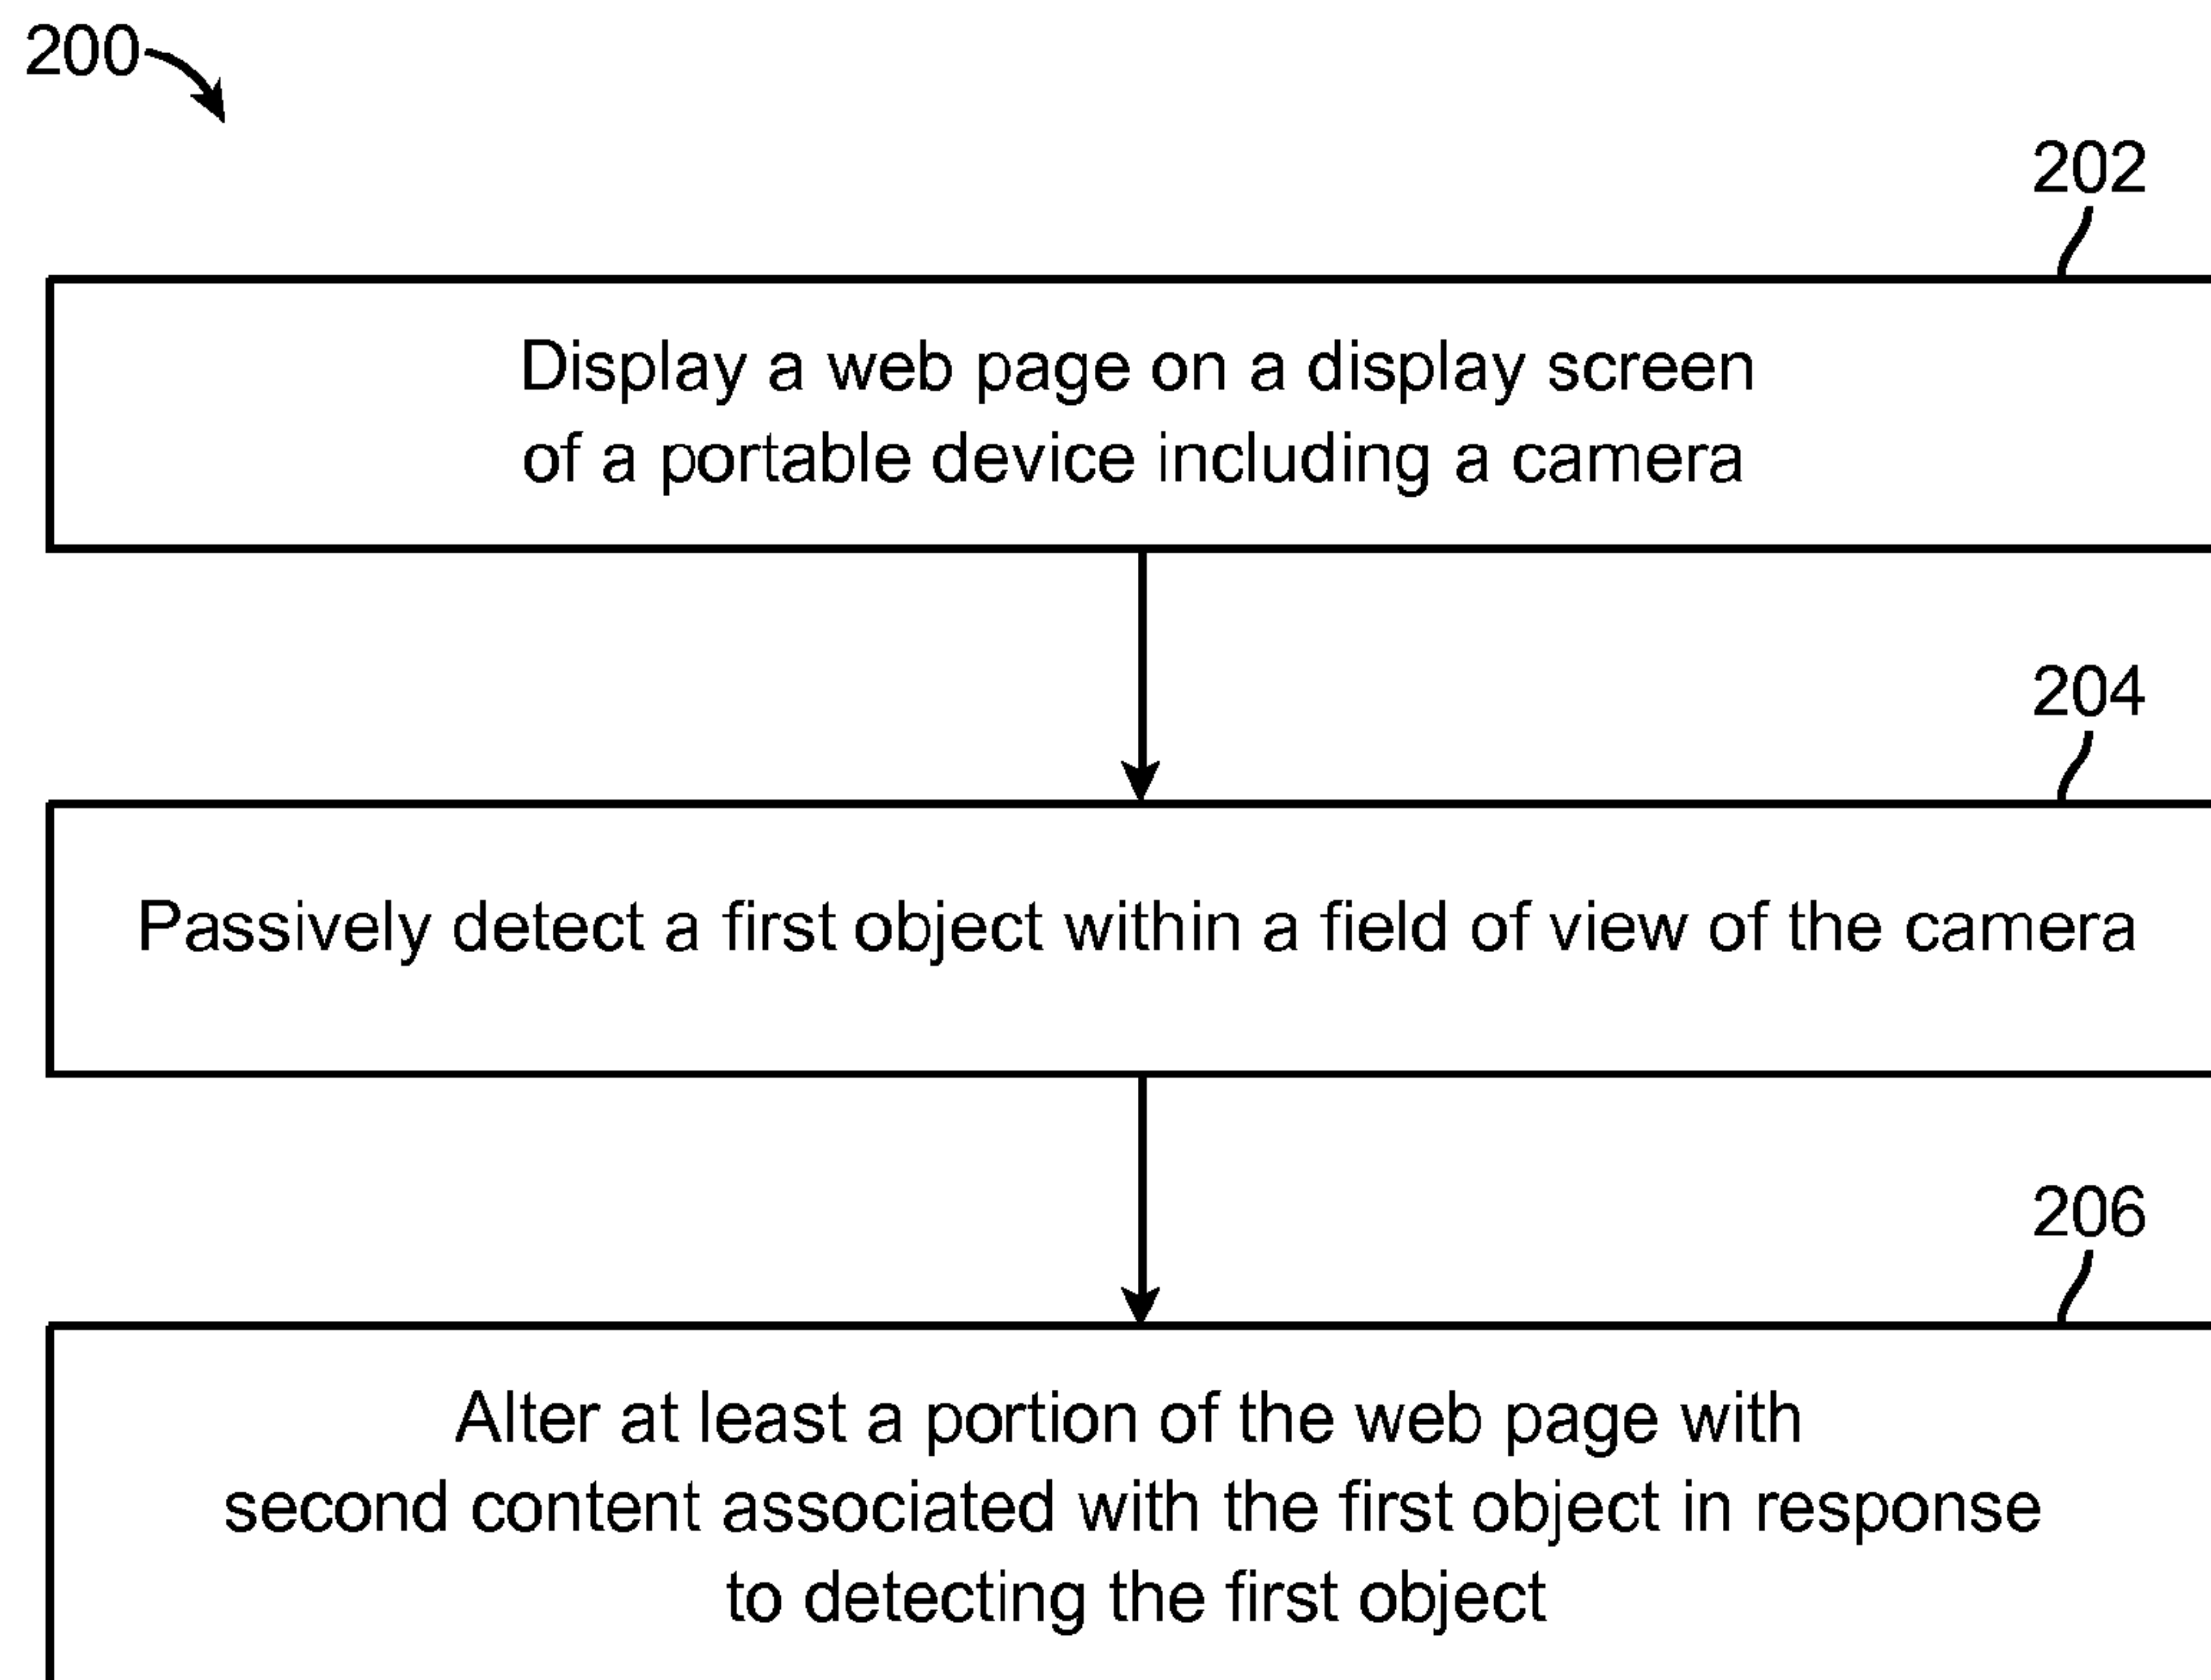 200
202
Display a web page on a display screen
of a portable device including a camera
204
Passively detect a first object within a field of view of the camera
206
Alter at least a portion of the web page with
second content associated with the first object in response
to detecting the first object